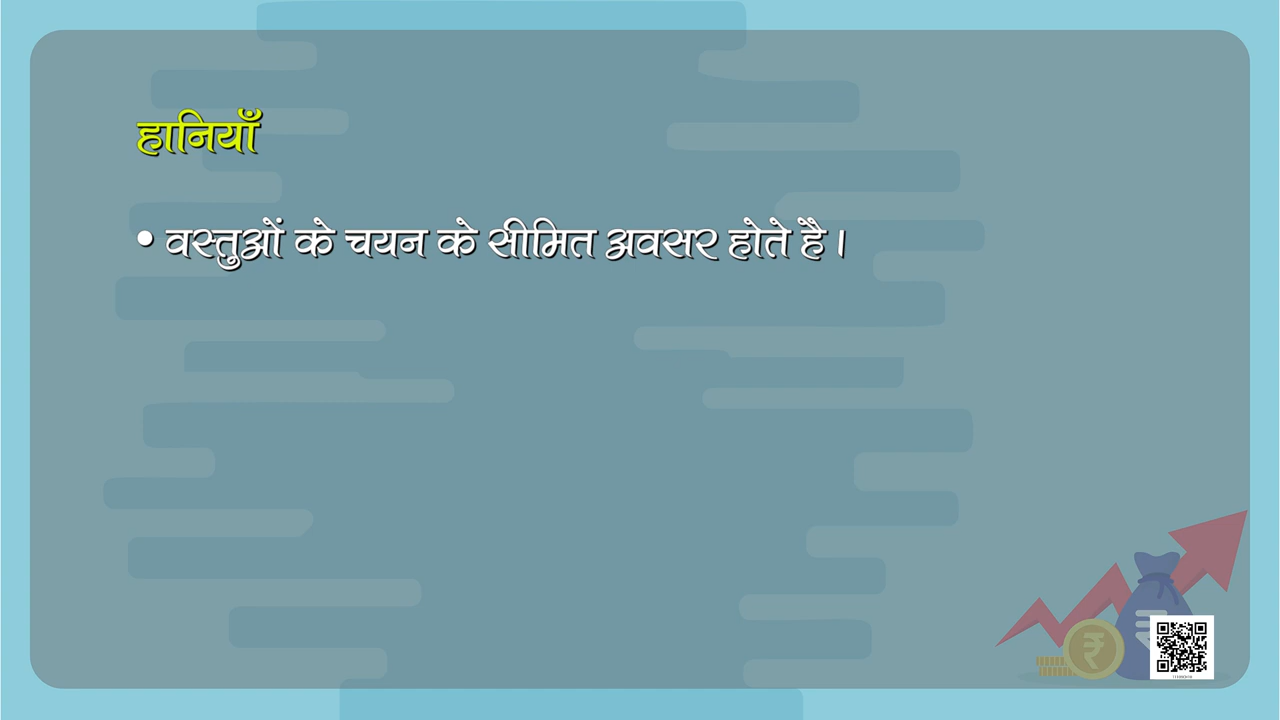 हानियाँ
• वस्तुओं के चयन के सीमित अवसर होते है।